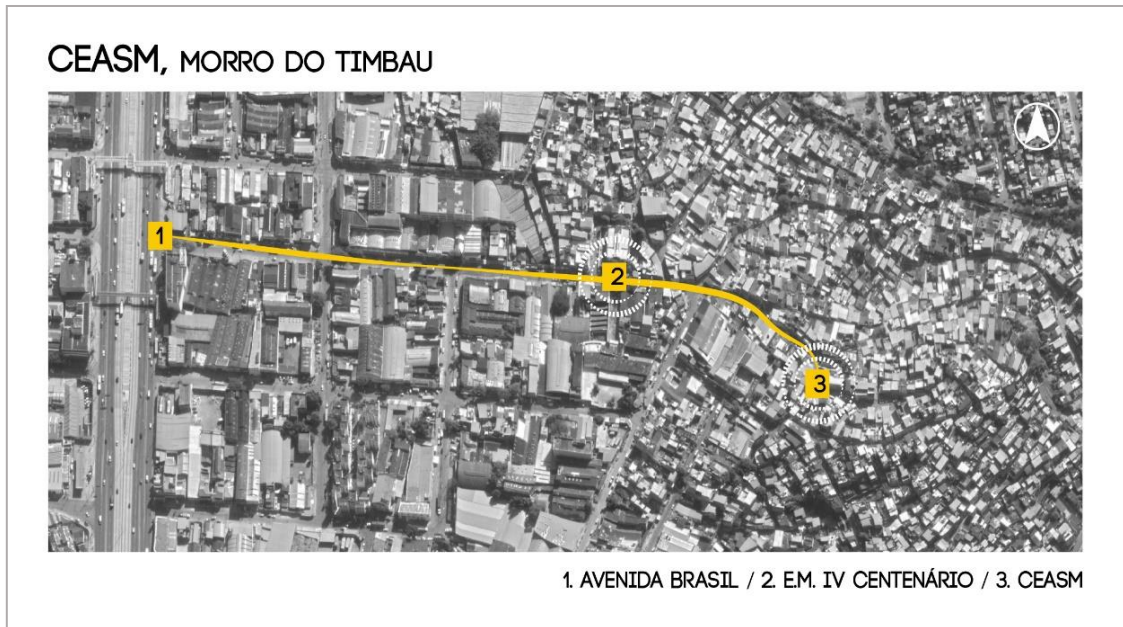 CEASM, MORRO DO TIMBAU
1
2
3
1. AVENIDA BRASIL / 2. E.M. IV CENTENÁRIO / 3. CEASM